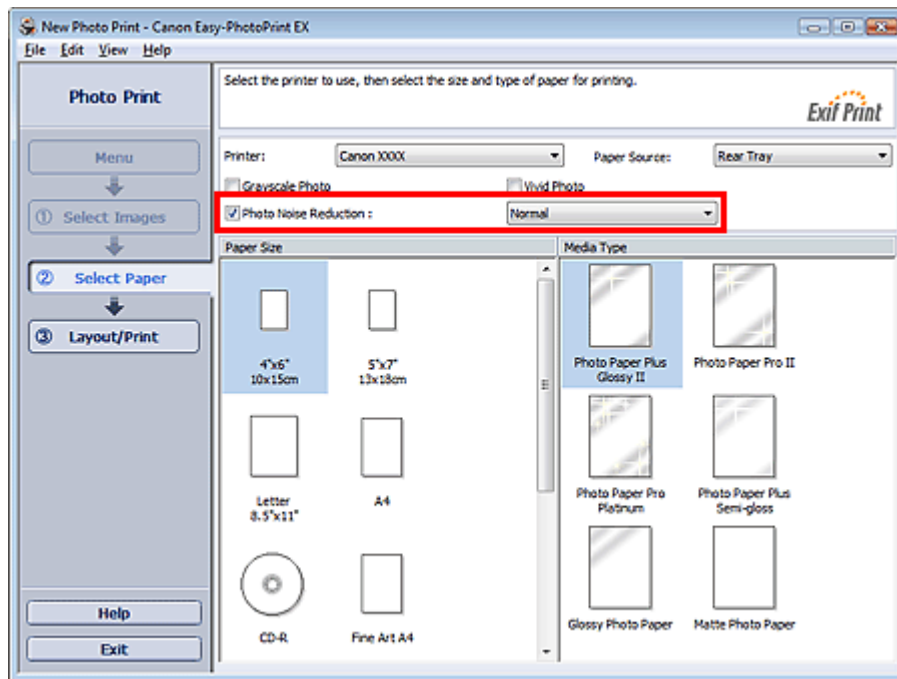 New Photo Print - Canon Easy-PhotoPrint EX
File Edit View Help
Photo Print
Select the printer to use, then select the size and type of paper for printing.
Exif Print
Menu
Printer: Canon XXXX Paper Source: Rear Tray
Grayscale Photo Vivid Photo
① Select Images
Photo Noise Reduction : Normal
Paper Size Media Type
② Select Paper
③ Layout/Print
4"x6"
10x15cm
5"x7"
13x18cm
Photo Paper Plus
Glossy II
Photo Paper Pro II
Letter
8.5"x11"
A4
Photo Paper Pro
Platinum
Photo Paper Plus
Semi-gloss
CD-R
Fine Art A4
Glossy Photo Paper
Matte Photo Paper
Help
Exit